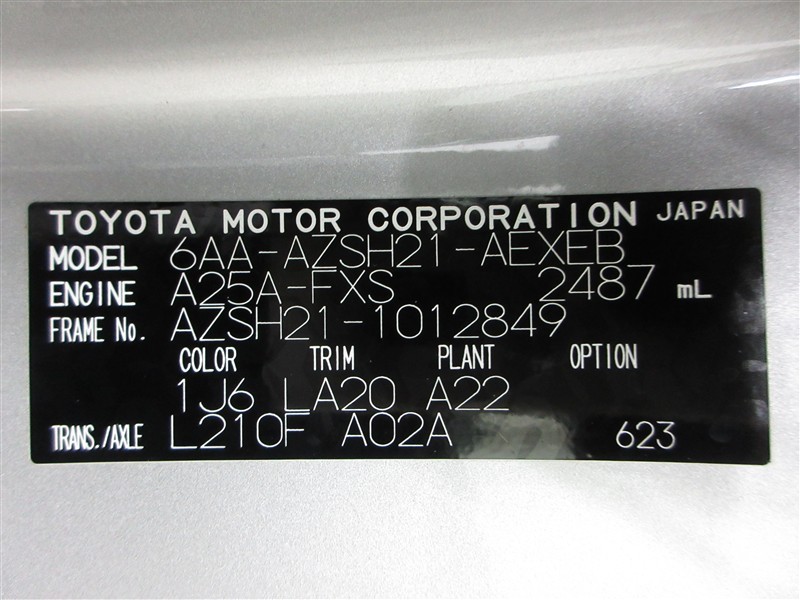 TOYOTA MOTOR CORPORATION JAPAN
MODEL 6AA-AZSH21-AEXEB
ENGINE A25A-FXS 2487 mL
FRAME No. AZSH21-1012849
COLOR TRIM PLANT OPTION
1J6 LA20 A22
TRANS./AXLE L210F A02A 623